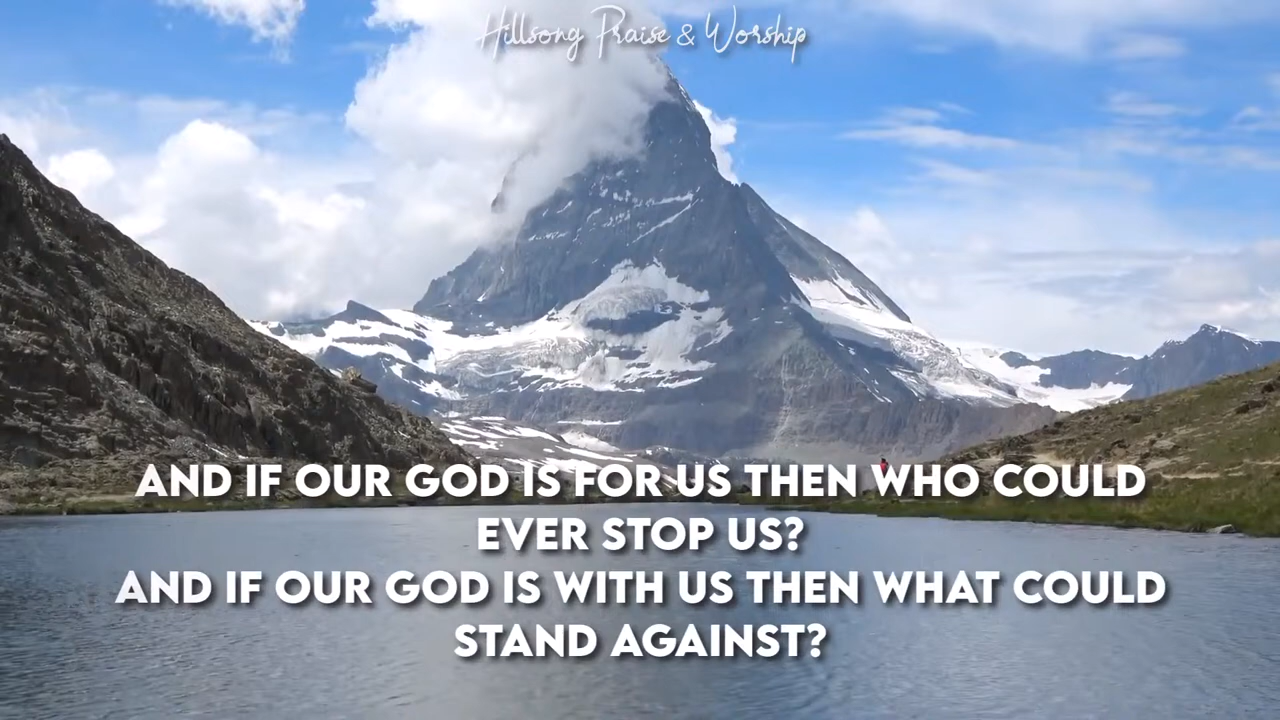 Hillsong Praise & Worship
AND IF OUR GOD IS FOR US THEN WHO COULD
EVER STOP US?
AND IF OUR GOD IS WITH US THEN WHAT COULD
STAND AGAINST?